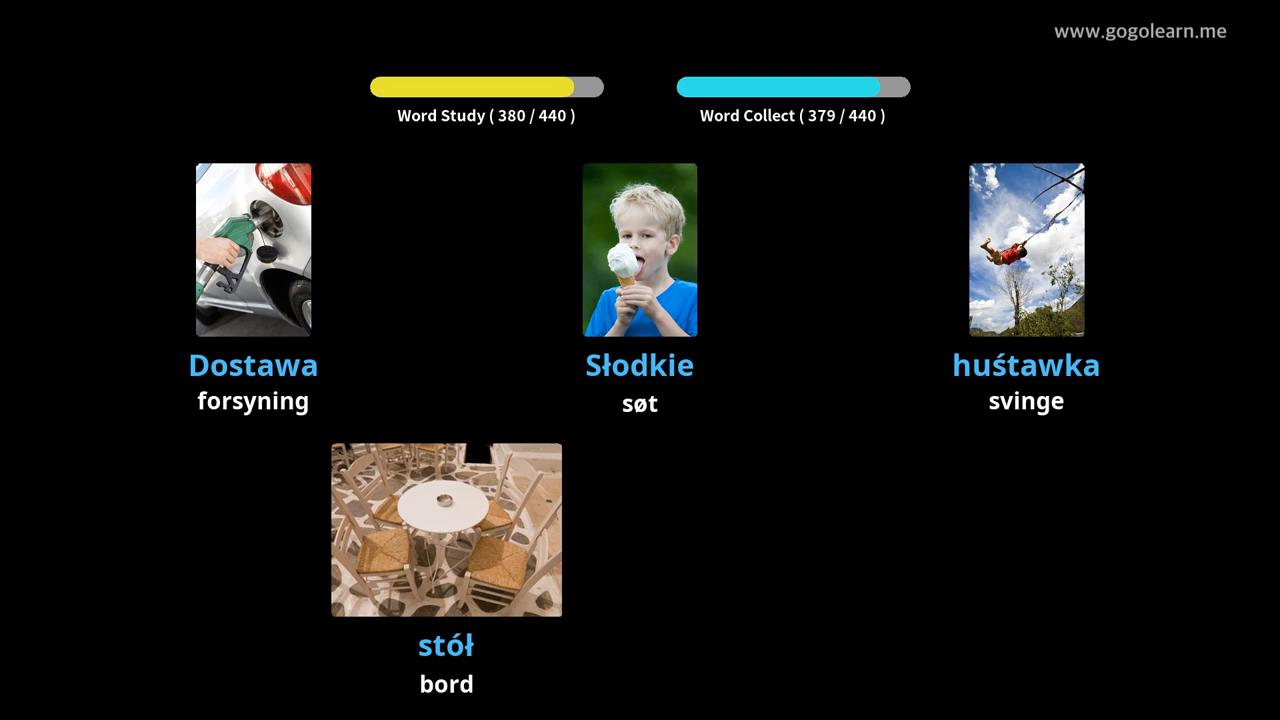 www.gogolearn.me
Word Study ( 380 / 440 )
Word Collect ( 379 / 440 )
Dostawa
forsyning
Słodkie
søt
huśtawka
svinge
stół
bord